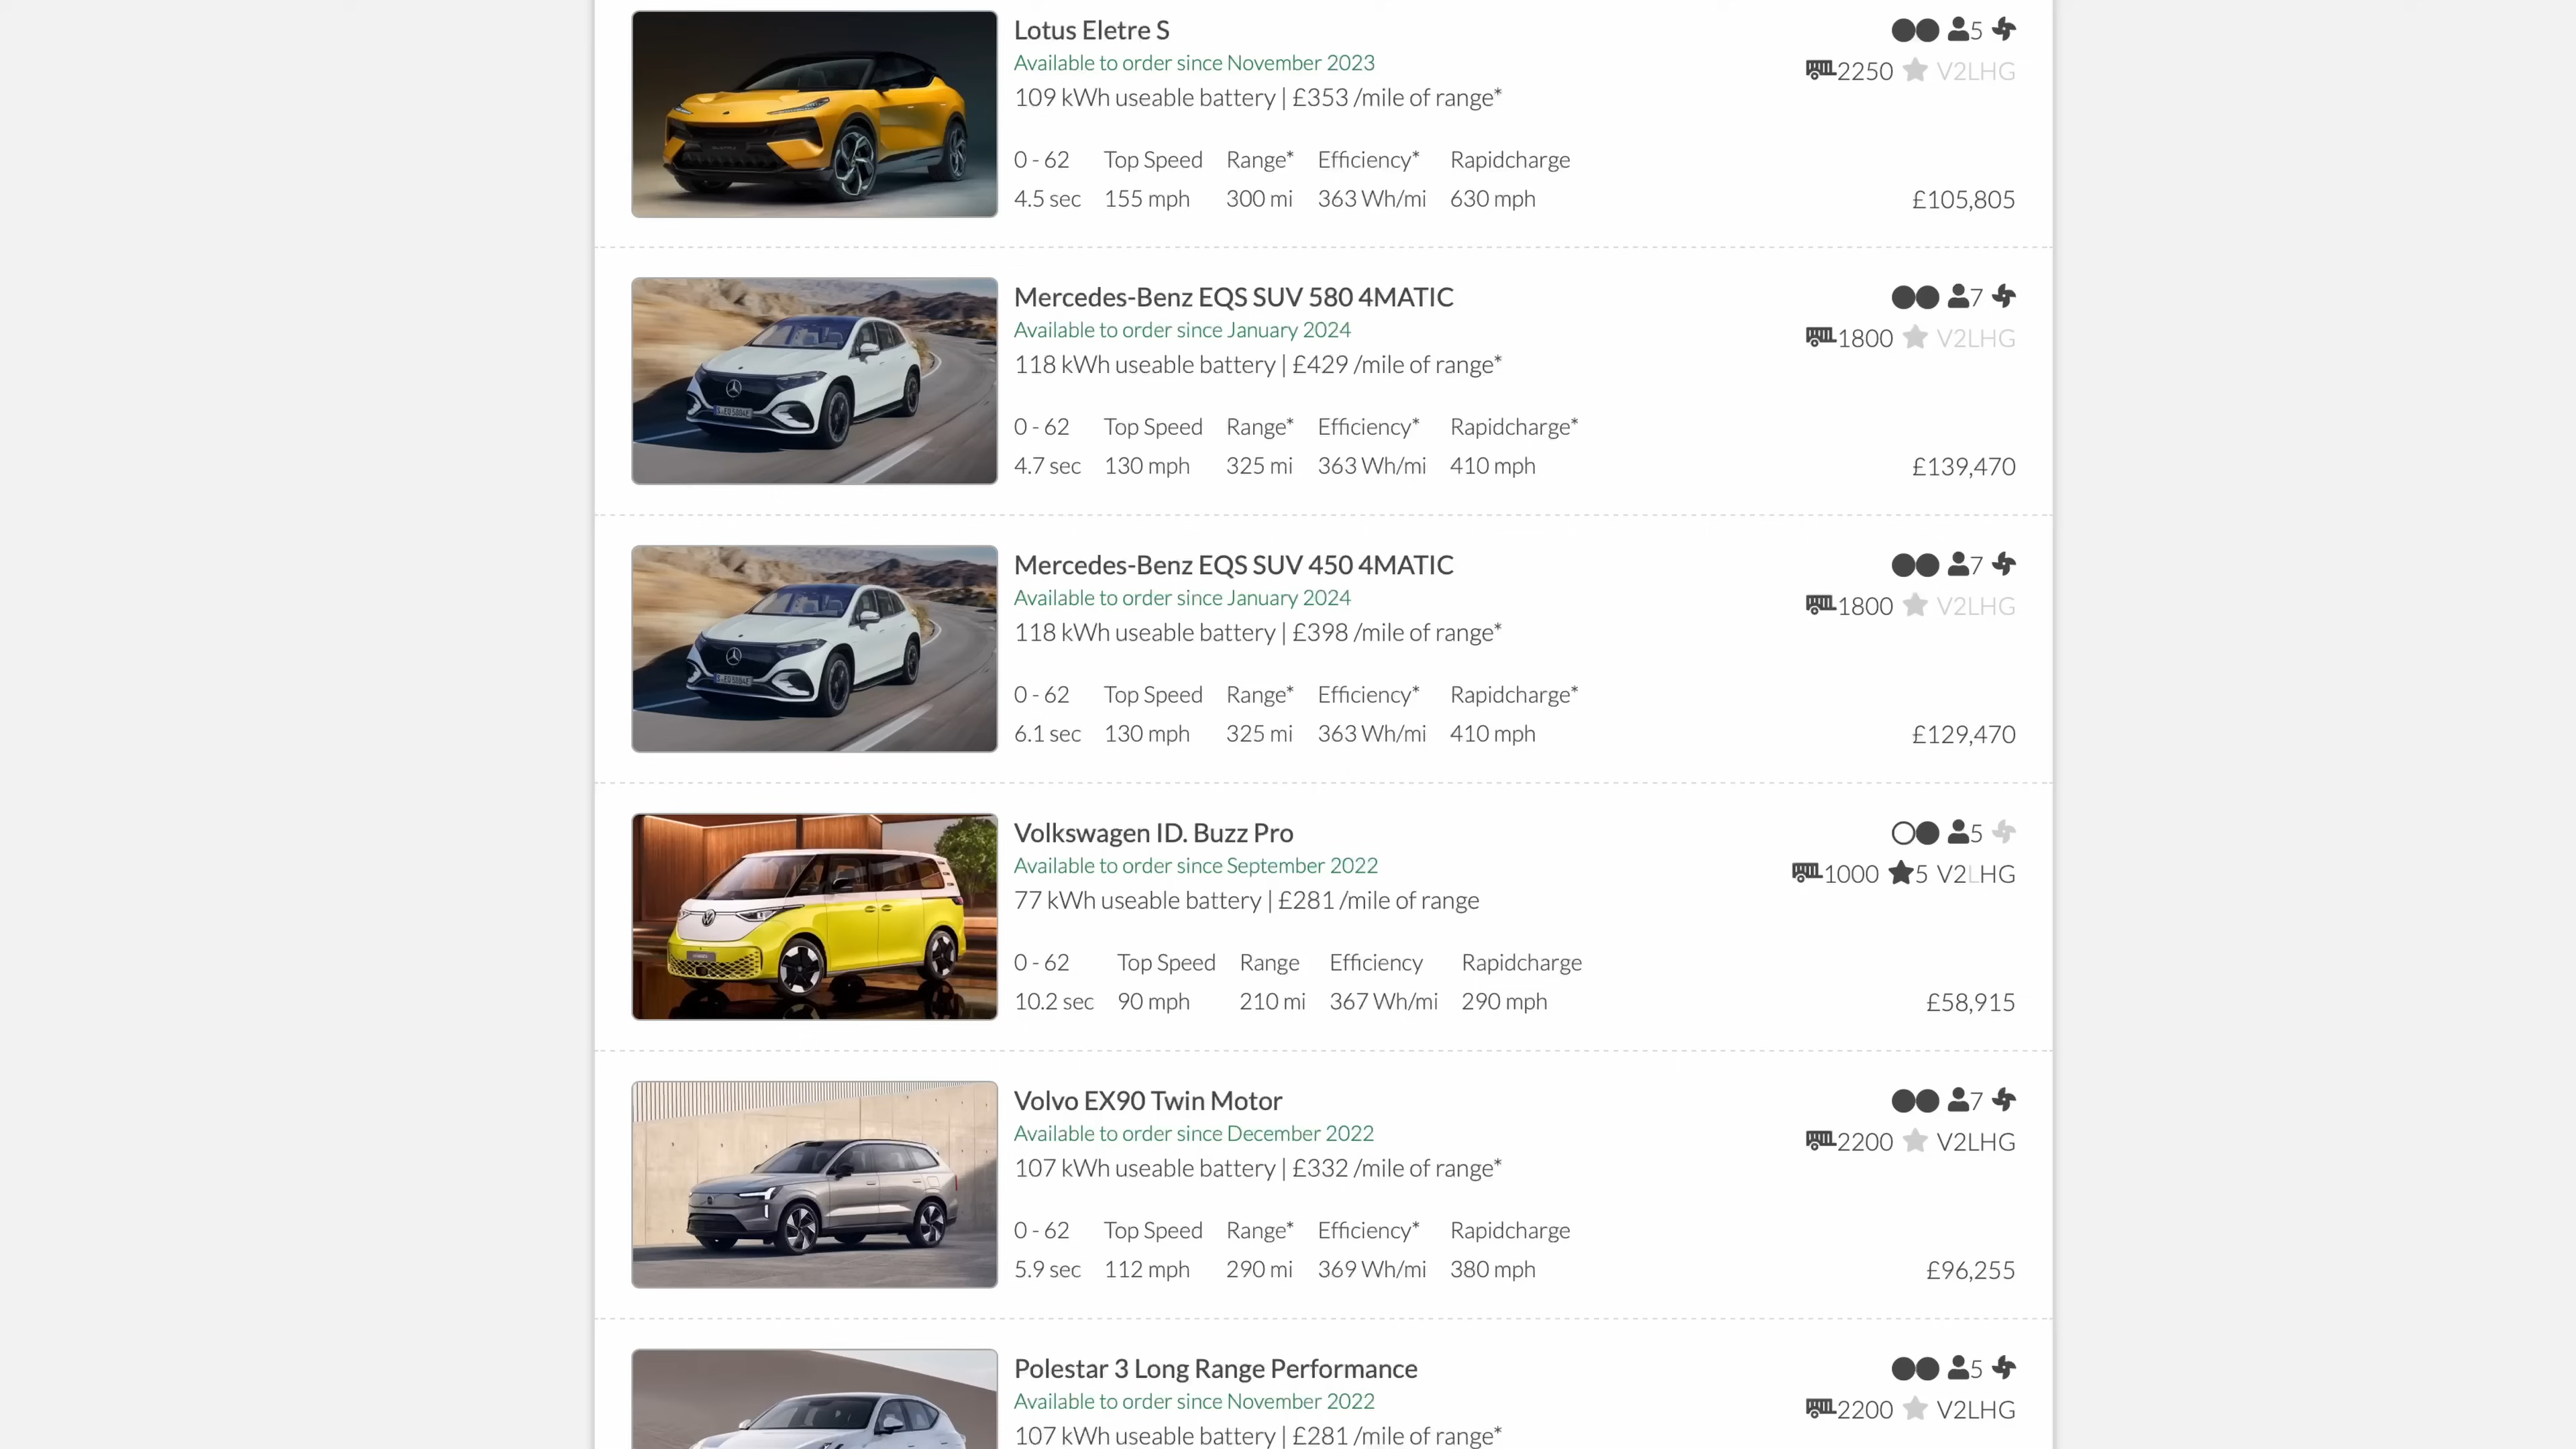 Lotus Eletre S
5
Available to order since November 2023
2250 V2LHG
109 kWh useable battery | £353 /mile of range*
0 - 62 Top Speed Range* Efficiency* Rapidcharge
4.5 sec 155 mph 300 mi 363 Wh/mi 630 mph
£105,805
Mercedes-Benz EQS SUV 580 4MATIC
7
Available to order since January 2024
1800 V2LHG
118 kWh useable battery | £429 /mile of range*
0 - 62 Top Speed Range* Efficiency* Rapidcharge*
4.7 sec 130 mph 325 mi 363 Wh/mi 410 mph
£139,470
Mercedes-Benz EQS SUV 450 4MATIC
7
Available to order since January 2024
1800 V2LHG
118 kWh useable battery | £398 /mile of range*
0 - 62 Top Speed Range* Efficiency* Rapidcharge*
6.1 sec 130 mph 325 mi 363 Wh/mi 410 mph
£129,470
Volkswagen ID. Buzz Pro
5
Available to order since September 2022
1000 5 V2LHG
77 kWh useable battery | £281 /mile of range
0 - 62 Top Speed Range Efficiency Rapidcharge
10.2 sec 90 mph 210 mi 367 Wh/mi 290 mph
£58,915
Volvo EX90 Twin Motor
7
Available to order since December 2022
2200 V2LHG
107 kWh useable battery | £332 /mile of range*
0 - 62 Top Speed Range* Efficiency* Rapidcharge
5.9 sec 112 mph 290 mi 369 Wh/mi 380 mph
£96,255
Polestar 3 Long Range Performance
5
Available to order since November 2022
2200 V2LHG
107 kWh useable battery | £281 /mile of range*